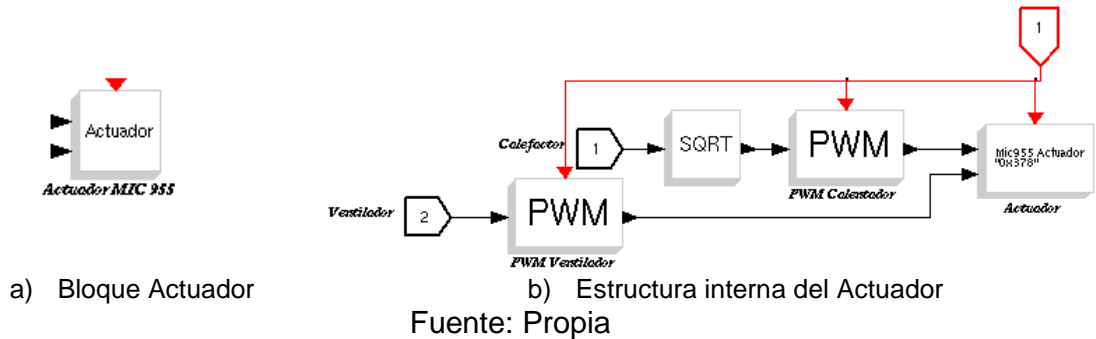 Actuador
Actuador MIC 955
1
Calefactor
1
SQRT
PWM
PWM Calentador
Mic955 Actuador
"0x378"
Actuador
Ventilador
2
PWM
PWM Ventilador
a) Bloque Actuador
b) Estructura interna del Actuador
Fuente: Propia